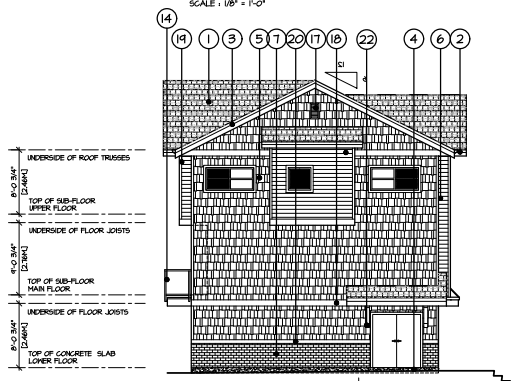 SCALE : 1/8" = 1'-0"
14
19 1 3 5 7 20 17 18 22 4 6 2
12
6
UNDERSIDE OF ROOF TRUSSES
8'-0 3/4"
[2.46M]
TOP OF SUB-FLOOR
UPPER FLOOR
UNDERSIDE OF FLOOR JOISTS
9'-0 3/4"
[2.76M]
TOP OF SUB-FLOOR
MAIN FLOOR
UNDERSIDE OF FLOOR JOISTS
8'-0 3/4"
[2.46M]
TOP OF CONCRETE SLAB
LOWER FLOOR